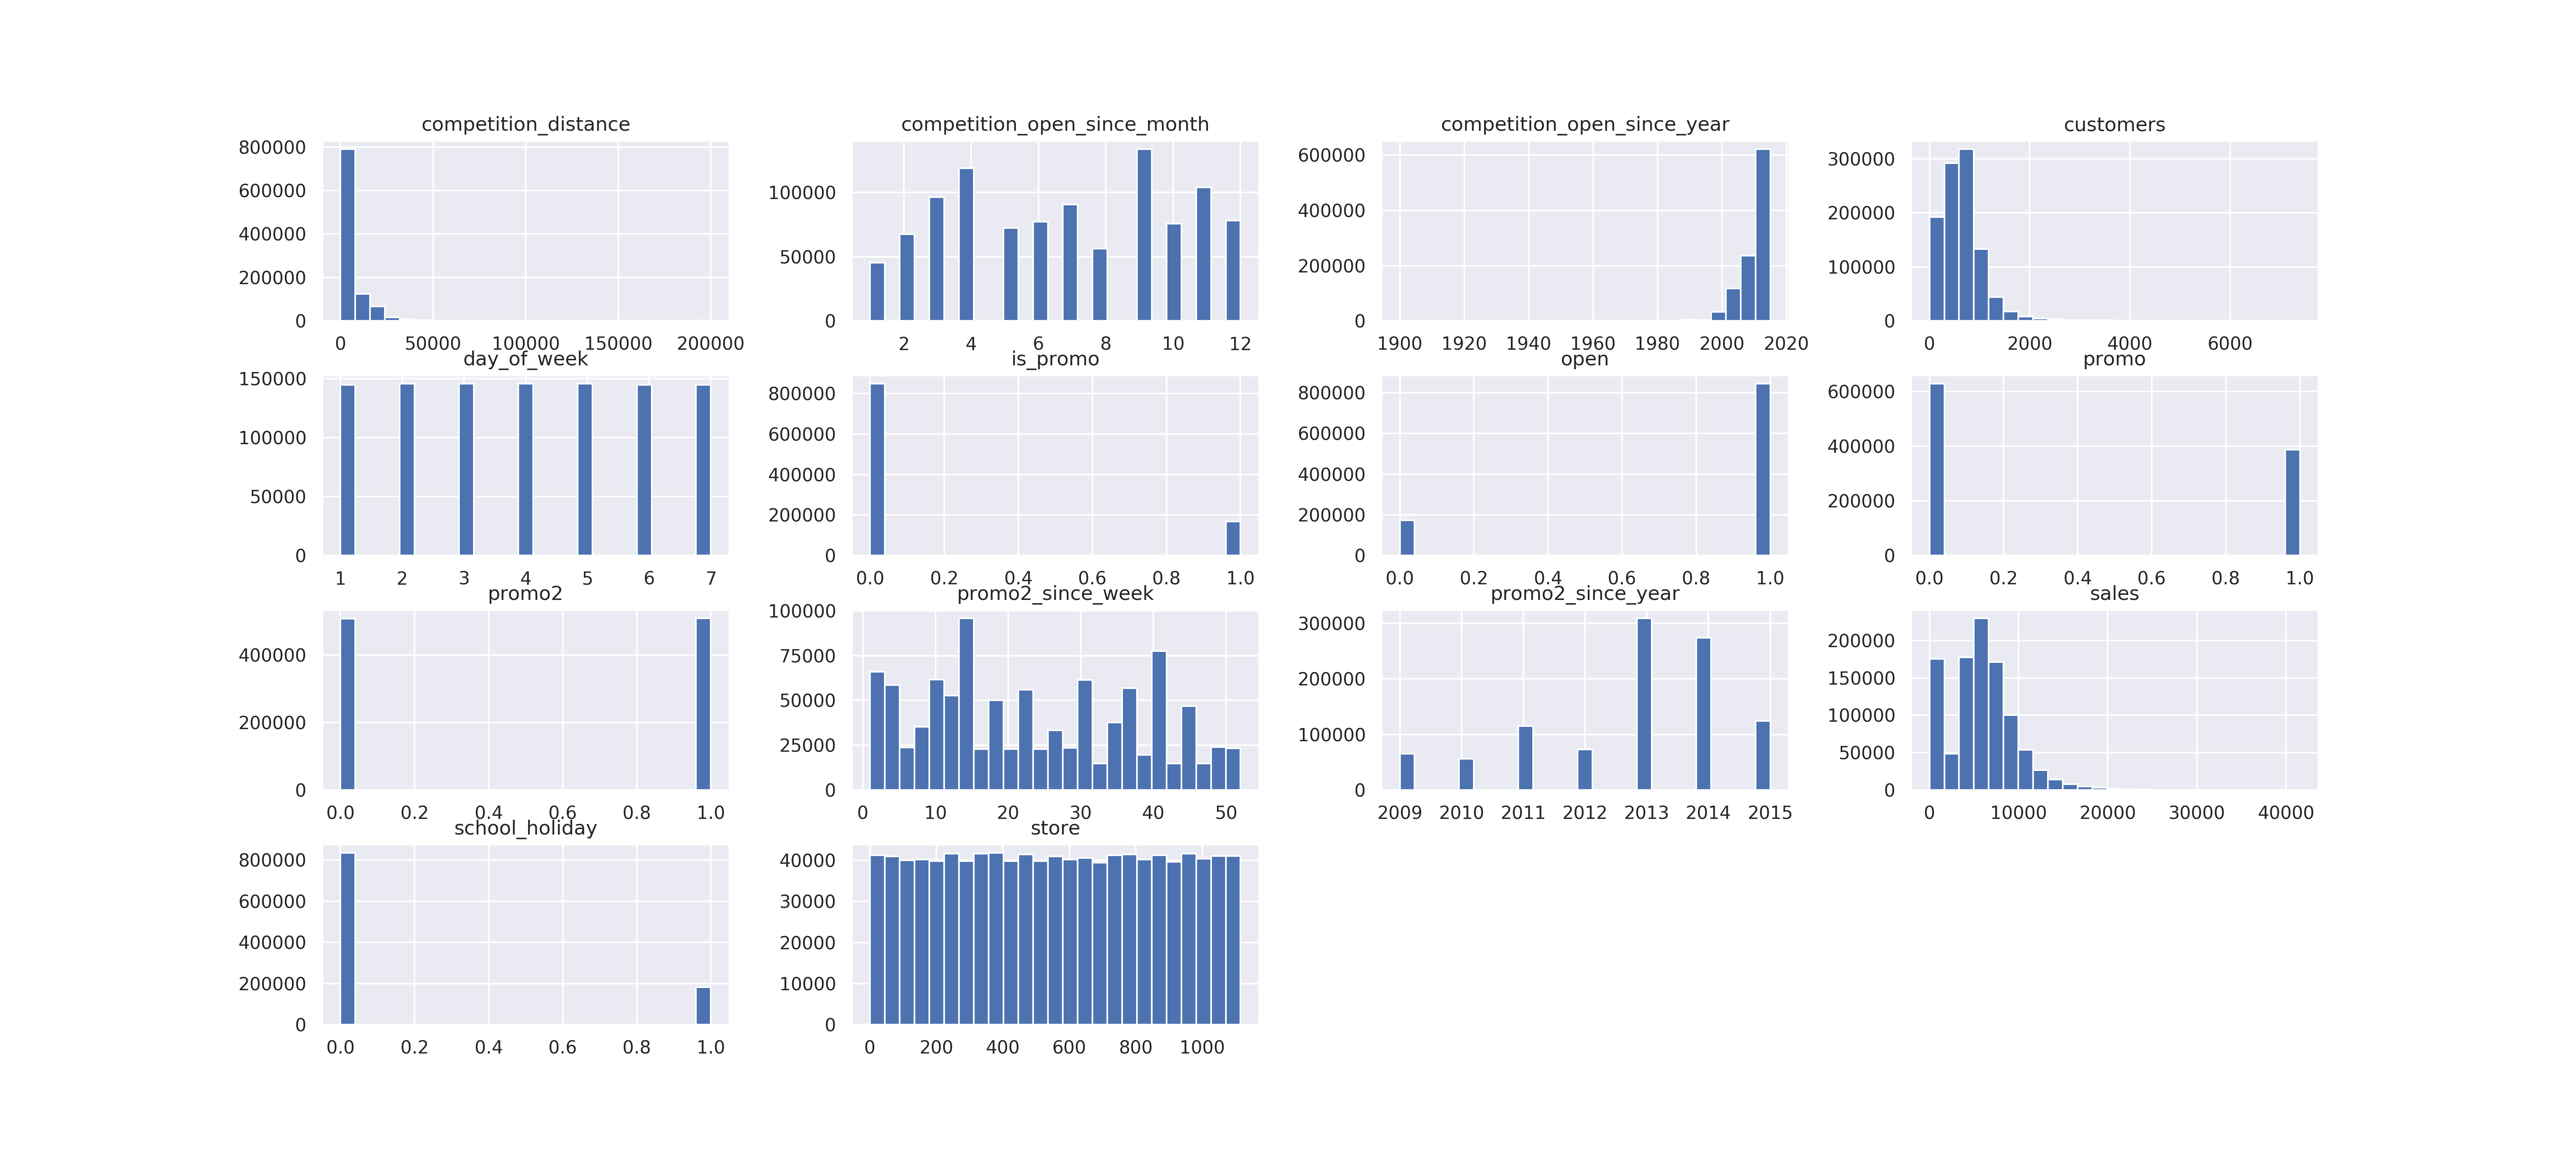 competition_distance
800000
600000
400000
200000
0
0 50000 100000 150000 200000
competition_open_since_month
100000
50000
0
2 4 6 8 10 12
competition_open_since_year
600000
400000
200000
0
1900 1920 1940 1960 1980 2000 2020
customers
300000
200000
100000
0
0 2000 4000 6000
day_of_week
150000
100000
50000
0
1 2 3 4 5 6 7
is_promo
800000
600000
400000
200000
0
0.0 0.2 0.4 0.6 0.8 1.0
open
800000
600000
400000
200000
0
0.0 0.2 0.4 0.6 0.8 1.0
promo
600000
400000
200000
0
0.0 0.2 0.4 0.6 0.8 1.0
promo2
400000
200000
0
0.0 0.2 0.4 0.6 0.8 1.0
promo2_since_week
100000
75000
50000
25000
0
0 10 20 30 40 50
promo2_since_year
300000
200000
100000
0
2009 2010 2011 2012 2013 2014 2015
sales
200000
150000
100000
50000
0
0 10000 20000 30000 40000
school_holiday
800000
600000
400000
200000
0
0.0 0.2 0.4 0.6 0.8 1.0
store
40000
30000
20000
10000
0
0 200 400 600 800 1000